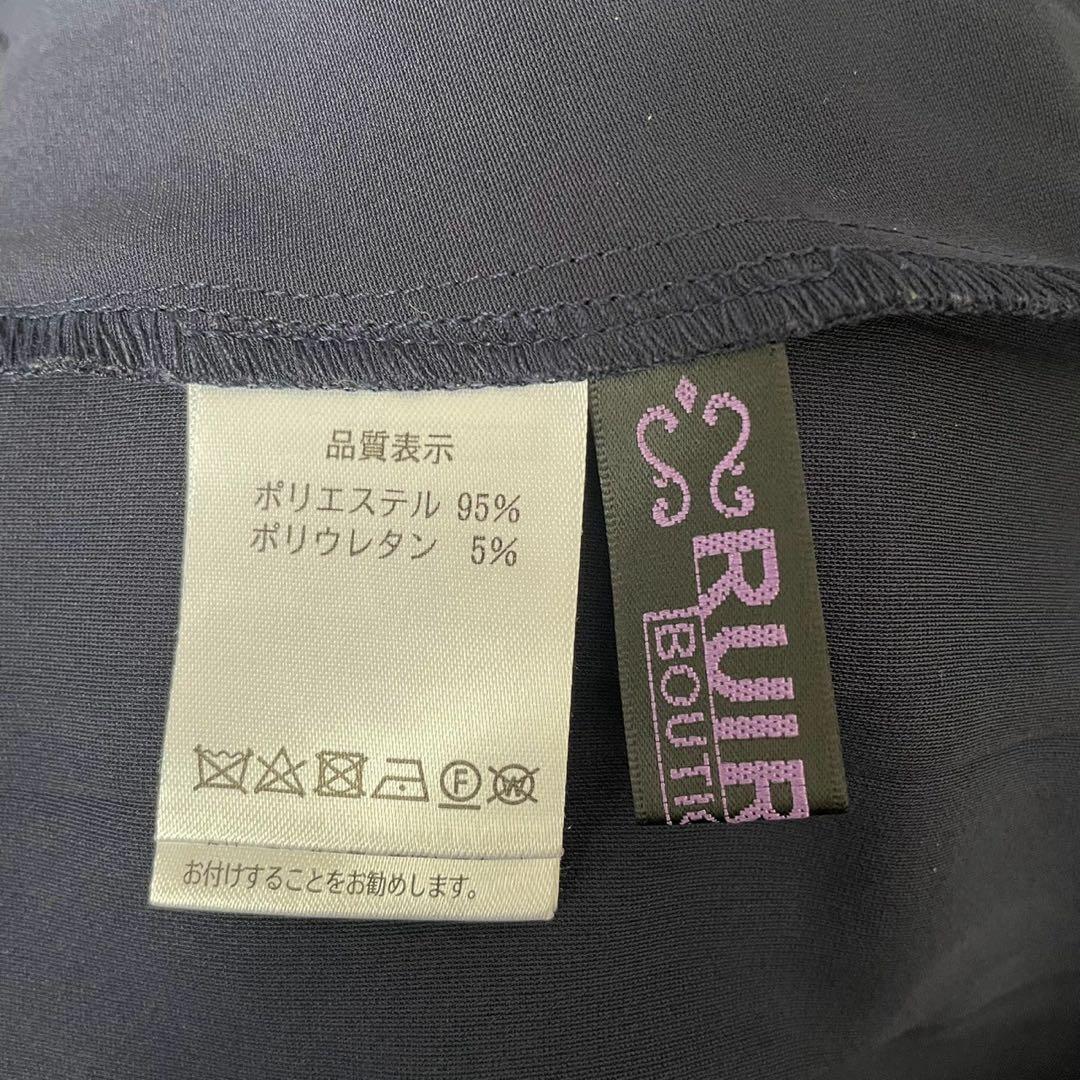 品質表示
ポリエステル 95%
ポリウレタン 5%
F W
お付けすることをお勧めします。
RUIR
BOUTI